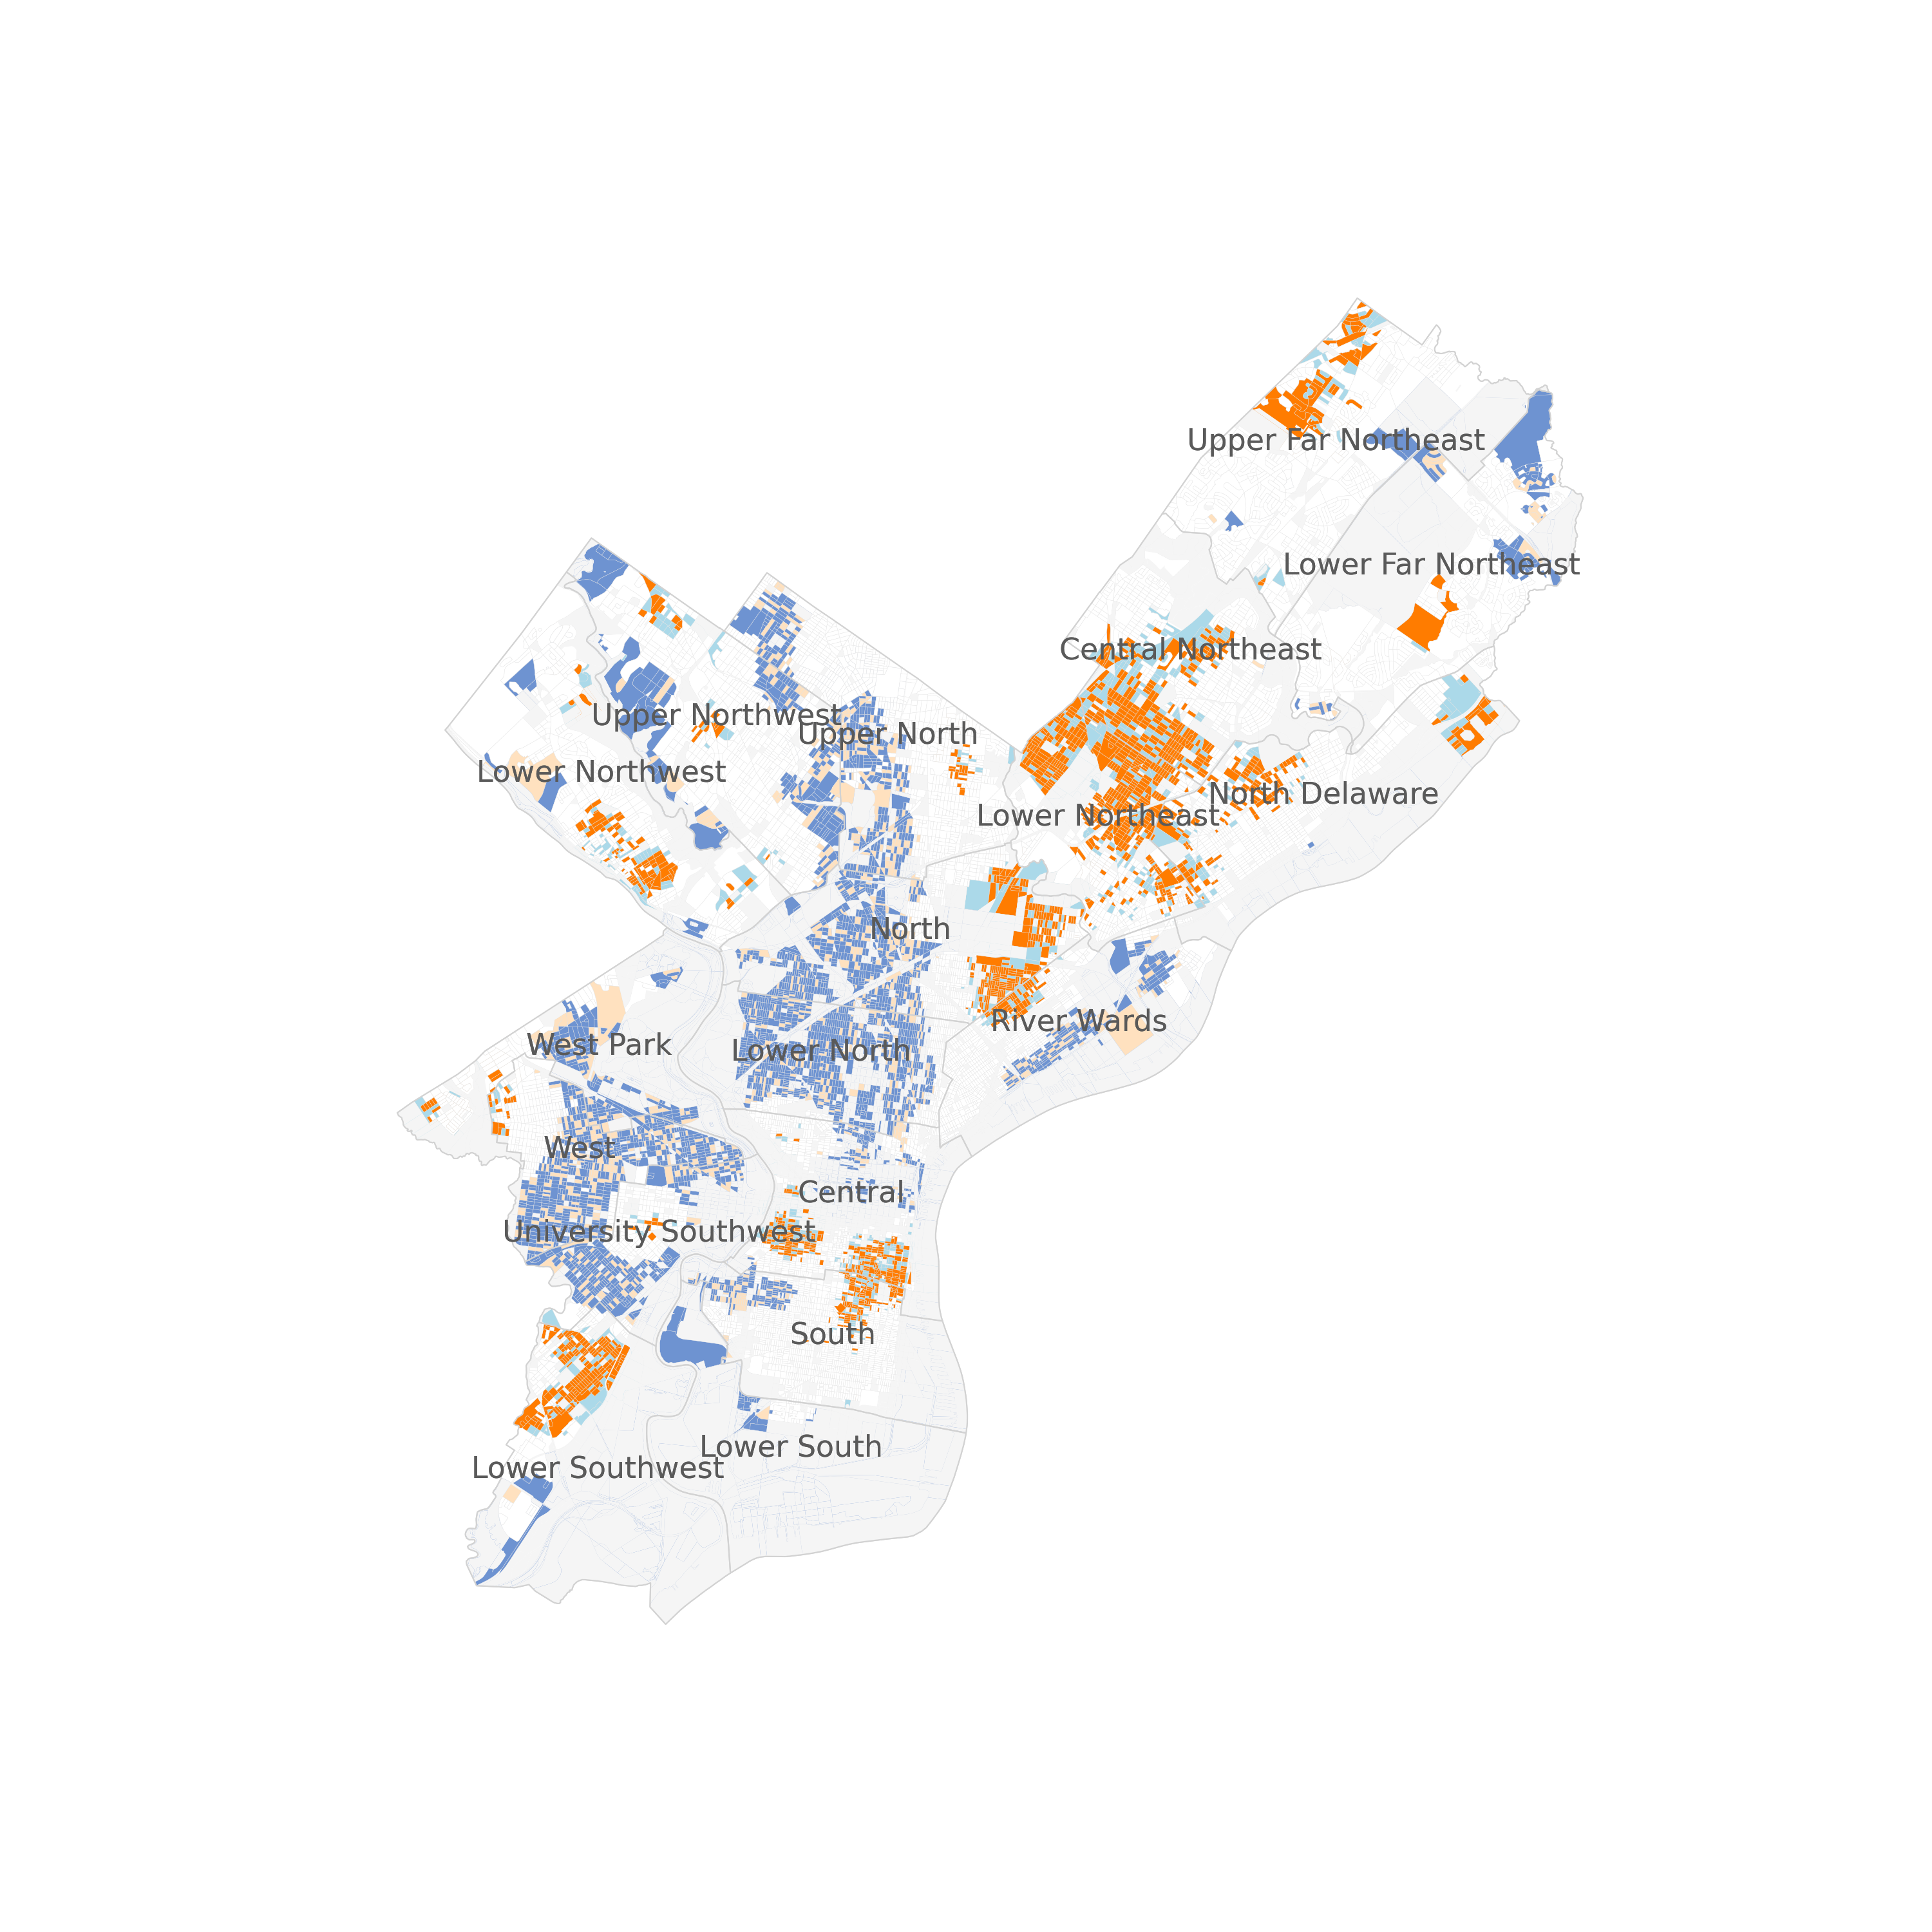 Upper Far Northeast
Lower Far Northeast
Central Northeast
Upper Northwest
Upper North
Lower Northwest
North Delaware
Lower Northeast
North
River Wards
West Park
Lower North
West
Central
University Southwest
South
Lower South
Lower Southwest